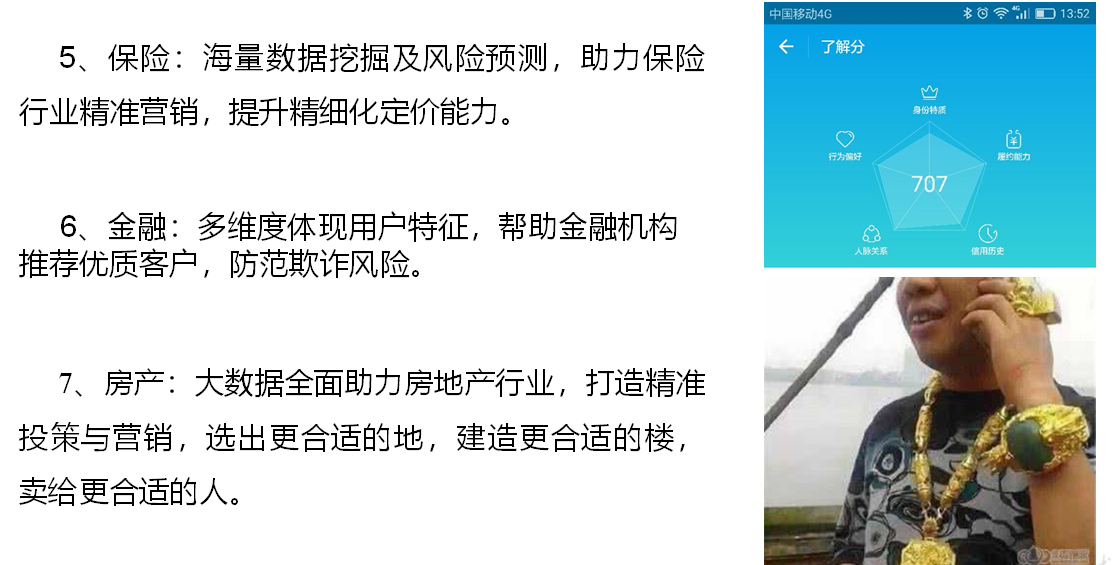 5、保险：海量数据挖掘及风险预测，助力保险
行业精准营销，提升精细化定价能力。
6、金融：多维度体现用户特征，帮助金融机构
推荐优质客户，防范欺诈风险。
7、房产：大数据全面助力房地产行业，打造精准
投策与营销，选出更合适的地，建造更合适的楼，
卖给更合适的人。
中国移动4G 4G 13:52
了解分
身份特质
行为偏好
履约能力
707
人脉关系
信用历史